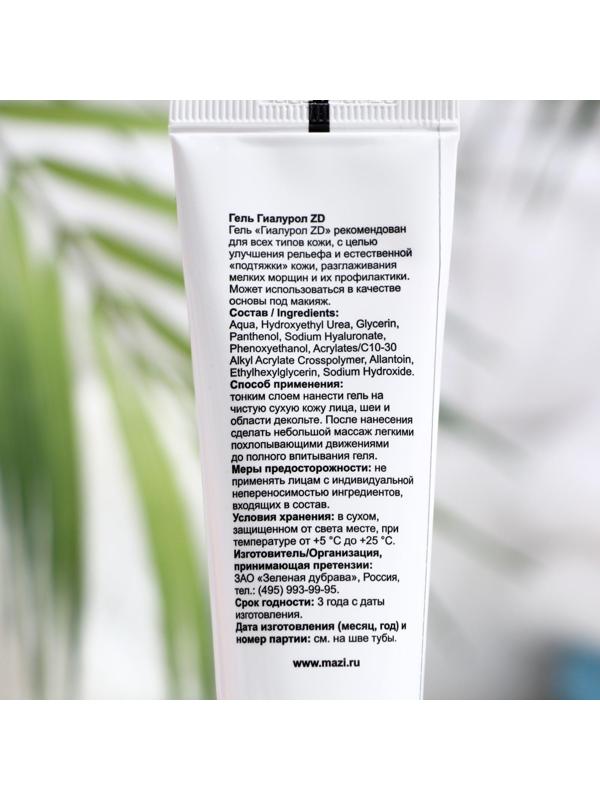 Гель Гиалурол ZD
Гель «Гиалурол ZD» рекомендован
для всех типов кожи, с целью
улучшения рельефа и естественной
«подтяжки» кожи, разглаживания
мелких морщин и их профилактики.
Может использоваться в качестве
основы под макияж.
Состав / Ingredients:
Aqua, Hydroxyethyl Urea, Glycerin,
Panthenol, Sodium Hyaluronate,
Phenoxyethanol, Acrylates/C10-30
Alkyl Acrylate Crosspolymer, Allantoin,
Ethylhexylglycerin, Sodium Hydroxide.
Способ применения:
тонким слоем нанести гель на
чистую сухую кожу лица, шеи и
области декольте. После нанесения
сделать небольшой массаж легкими
похлопывающими движениями
до полного впитывания геля.
Меры предосторожности: не
применять лицам с индивидуальной
непереносимостью ингредиентов,
входящих в состав.
Условия хранения: в сухом,
защищенном от света месте, при
температуре от +5 °C до +25 °C.
Изготовитель/Организация,
принимающая претензии:
ЗАО «Зеленая дубрава», Россия,
тел.: (495) 993-99-95.
Срок годности: 3 года с даты
изготовления.
Дата изготовления (месяц, год) и
номер партии: см. на шве тубы.
www.mazi.ru